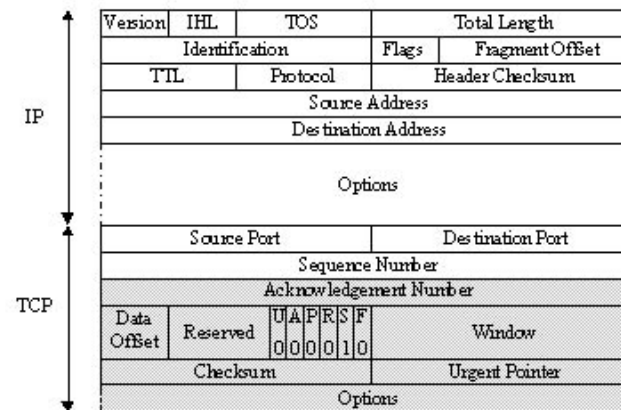 Version IHL TOS Total Length
Identification Flags Fragment Offset
TTL Protocol Header Checksum
Source Address
IP
Destination Address
Options
Source Port Destination Port
Sequence Number
TCP
Acknowledgement Number
Data Offset Reserved U A P R S F Window
0 0 0 0 1 0
Checksum Urgent Pointer
Options